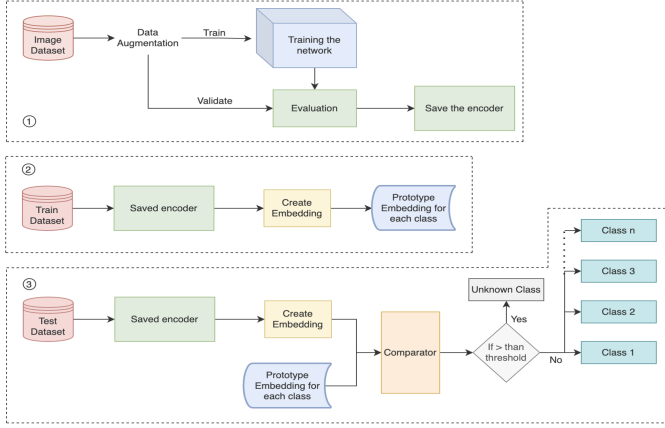 Image
Dataset
Data
Augmentation
Train
Training the
network
Validate
Evaluation
Save the encoder
1
2
Train
Dataset
Saved encoder
Create
Embedding
Prototype
Embedding for
each class
3
Test
Dataset
Saved encoder
Create
Embedding
Prototype
Embedding for
each class
Comparator
If > than
threshold
Yes
Unknown Class
No
Class n
Class 3
Class 2
Class 1